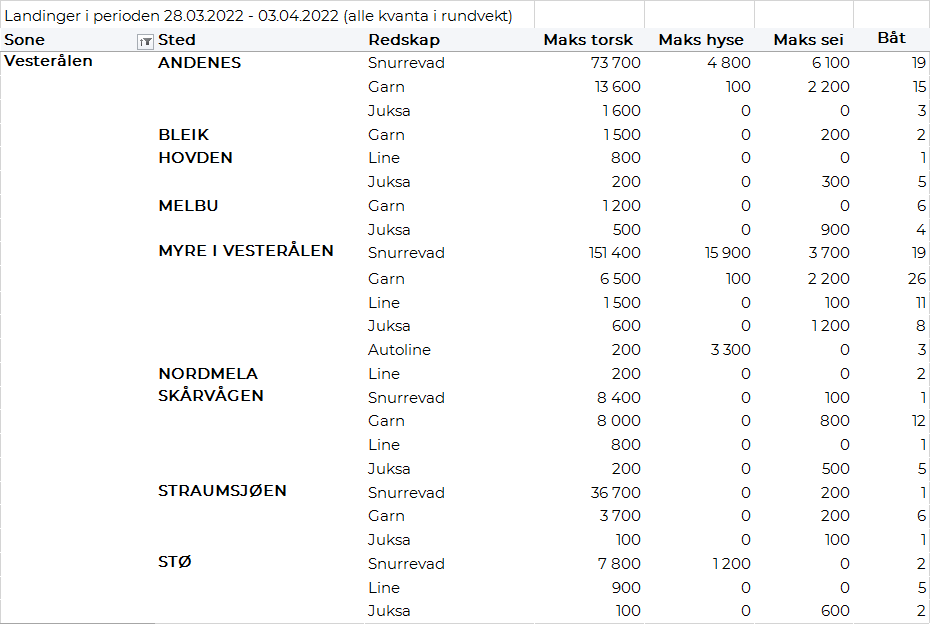 Landinger i perioden 28.03.2022 - 03.04.2022 (alle kvanta i rundvekt)
Sone Sted Redskap Maks torsk Maks hyse Maks sei Båt
Vesterålen ANDENES Snurrevad 73 700 4 800 6 100 19
Garn 13 600 100 2 200 15
Juksa 1 600 0 0 3
BLEIK Garn 1 500 0 200 2
HOVDEN Line 800 0 0 1
Juksa 200 0 300 5
MELBU Garn 1 200 0 0 6
Juksa 500 0 900 4
MYRE I VESTERÅLEN Snurrevad 151 400 15 900 3 700 19
Garn 6 500 100 2 200 26
Line 1 500 0 100 11
Juksa 600 0 1 200 8
Autoline 200 3 300 0 3
NORDMELA Line 200 0 0 2
SKÅRVÅGEN Snurrevad 8 400 0 100 1
Garn 8 000 0 800 12
Line 800 0 0 1
Juksa 200 0 500 5
STRAUMSJØEN Snurrevad 36 700 0 200 1
Garn 3 700 0 200 6
Juksa 100 0 100 1
STØ Snurrevad 7 800 1 200 0 2
Line 900 0 0 5
Juksa 100 0 600 2